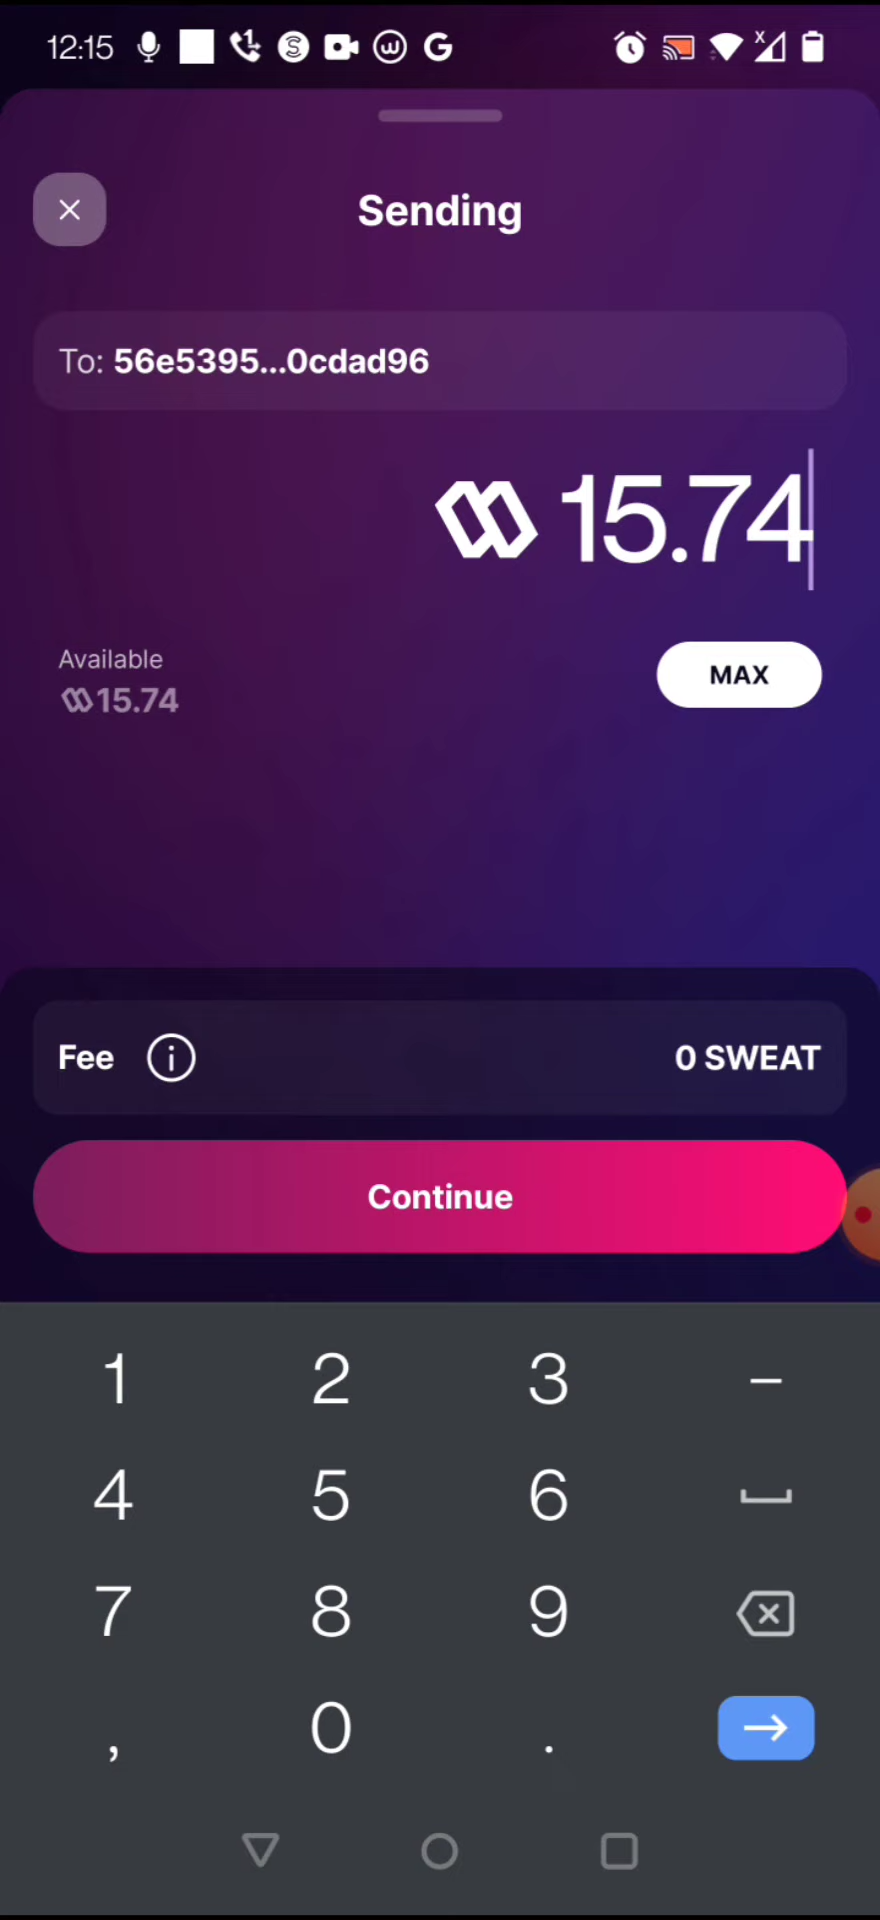 12:15
Sending
To: 56e5395...0cdad96
15.74
Available
15.74
MAX
Fee
0 SWEAT
Continue
1 2 3 –
4 5 6
7 8 9
, 0 .